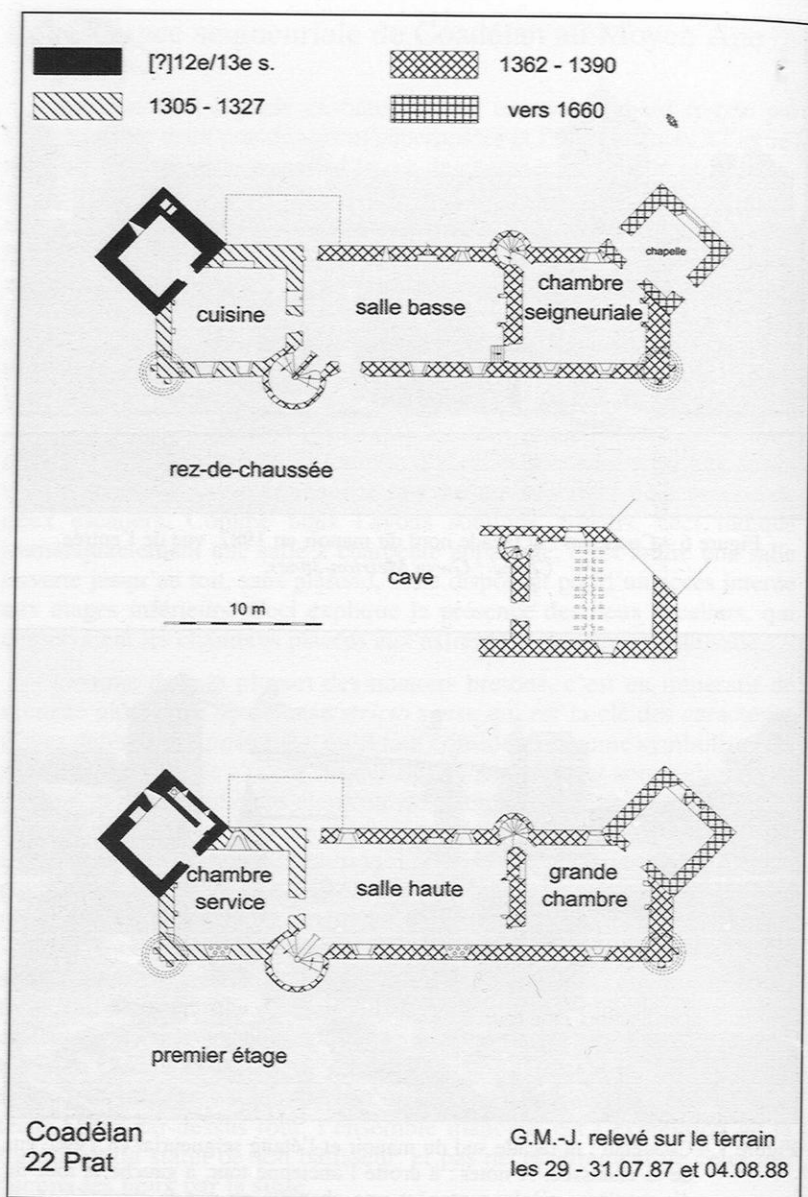 [?]12e/13e s.
1305 - 1327
1362 - 1390
vers 1660
cuisine
salle basse
chambre
seigneuriale
chapelle
rez-de-chaussée
cave
10 m
chambre
service
salle haute
grande
chambre
premier étage
Coadélan
22 Prat
G.M.-J. relevé sur le terrain
les 29 - 31.07.87 et 04.08.88